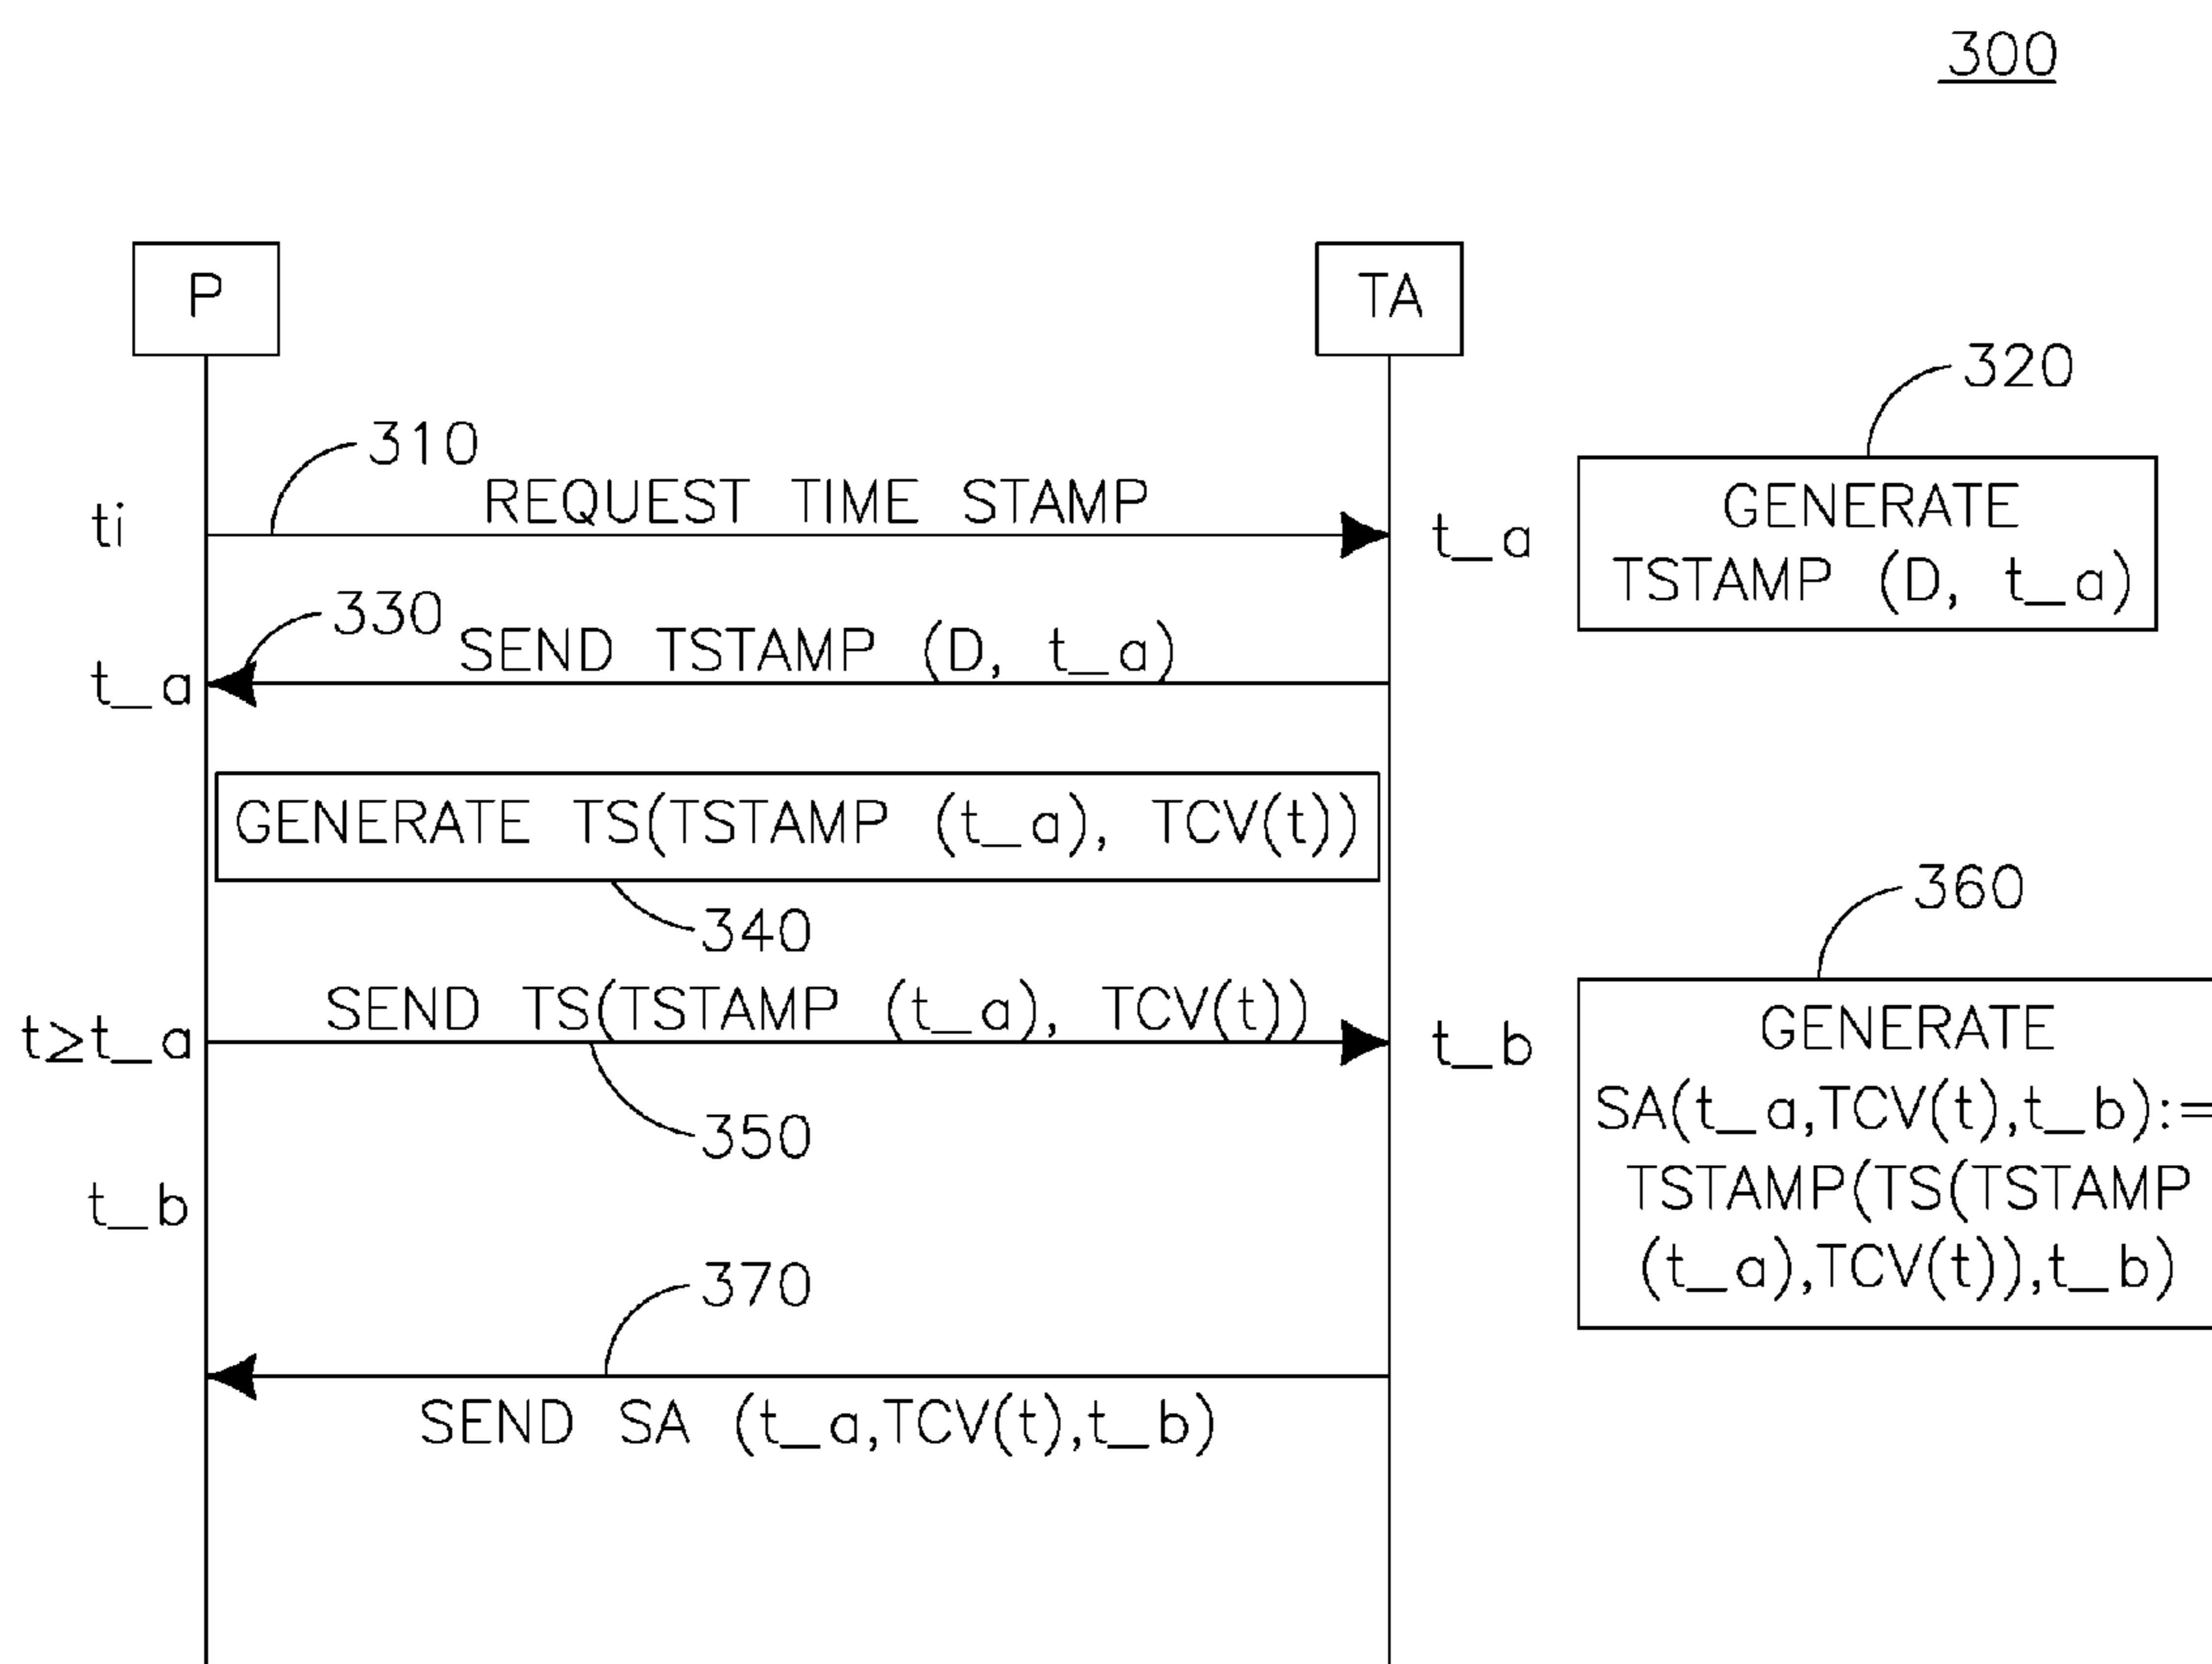 300
P
TA
320
310
REQUEST TIME STAMP
ti
t_a
GENERATE
TSTAMP (D, t_a)
330
SEND TSTAMP (D, t_a)
t_a
GENERATE TS(TSTAMP (t_a), TCV(t))
340
360
SEND TS(TSTAMP (t_a), TCV(t))
t≥t_a
t_b
350
GENERATE
SA(t_a,TCV(t),t_b):=
TSTAMP(TS(TSTAMP
(t_a),TCV(t)),t_b)
t_b
370
SEND SA (t_a,TCV(t),t_b)